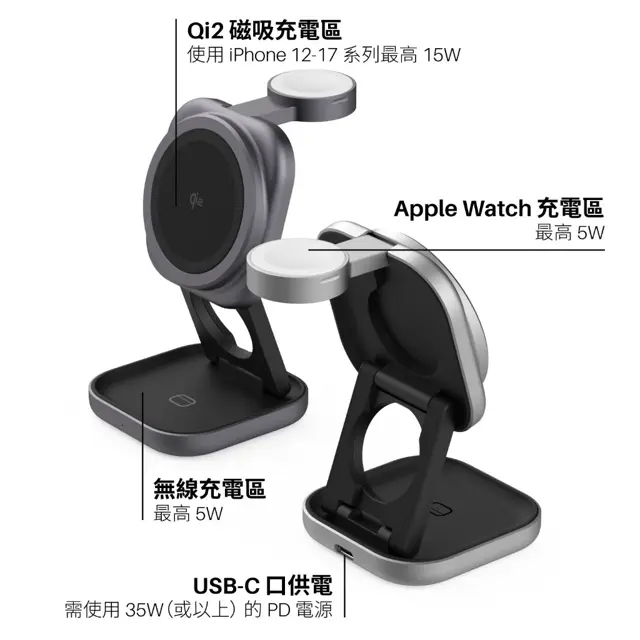 Qi2 磁吸充電區
使用 iPhone 12-17 系列最高 15W
Qi2
Apple Watch 充電區
最高 5W
無線充電區
最高 5W
USB-C 口供電
需使用 35W（或以上） 的 PD 電源